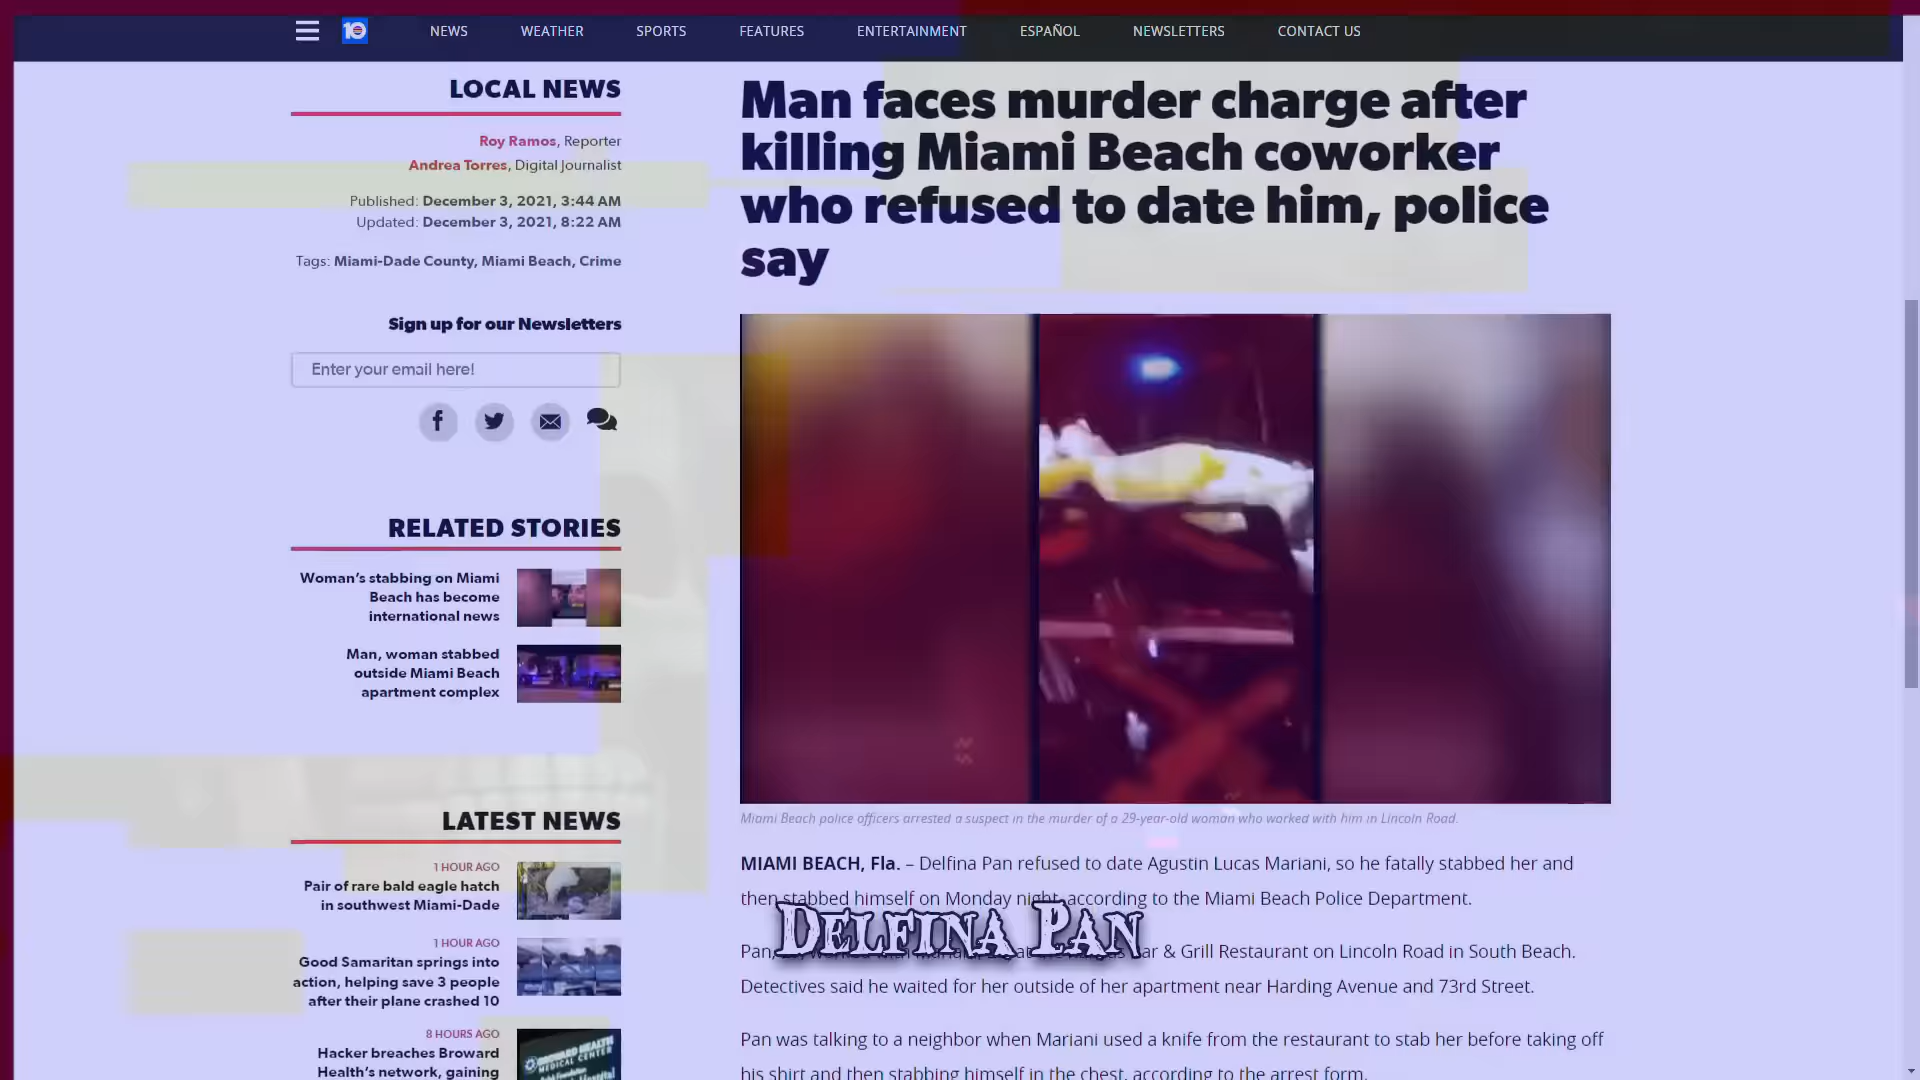 10
NEWS
WEATHER
SPORTS
FEATURES
ENTERTAINMENT
ESPAÑOL
NEWSLETTERS
CONTACT US
LOCAL NEWS
Roy Ramos, Reporter
Andrea Torres, Digital Journalist
Published: December 3, 2021, 3:44 AM
Updated: December 3, 2021, 8:22 AM
Tags: Miami-Dade County, Miami Beach, Crime
Sign up for our Newsletters
Enter your email here!
RELATED STORIES
Woman's stabbing on Miami
Beach has become
international news
Man, woman stabbed
outside Miami Beach
apartment complex
LATEST NEWS
1 HOUR AGO
Pair of rare bald eagle hatch
in southwest Miami-Dade
1 HOUR AGO
Good Samaritan springs into
action, helping save 3 people
after their plane crashed 10
8 HOURS AGO
Hacker breaches Broward
Health's network, gaining
BROWARD HEALTH
MEDICAL CENTER
Man faces murder charge after
killing Miami Beach coworker
who refused to date him, police
say
Miami Beach police officers arrested a suspect in the murder of a 29-year-old woman who worked with him in Lincoln Road.
MIAMI BEACH, Fla. – Delfina Pan refused to date Agustin Lucas Mariani, so he fatally stabbed her and
then stabbed himself on Monday night, according to the Miami Beach Police Department.
Delfina Pan
Pan, & Grill Restaurant on Lincoln Road in South Beach.
Detectives said he waited for her outside of her apartment near Harding Avenue and 73rd Street.
Pan was talking to a neighbor when Mariani used a knife from the restaurant to stab her before taking off
his shirt and then stabbing himself in the chest, according to the arrest form.